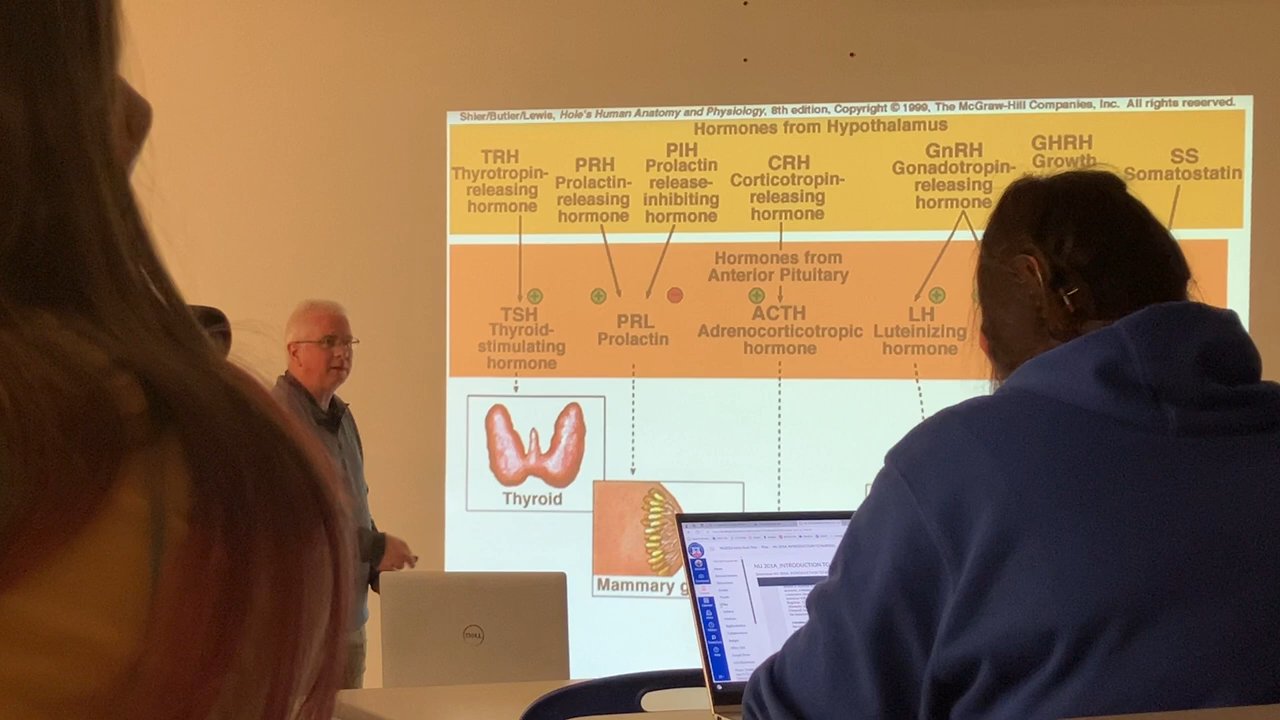 Shier/Butler/Lewis, Hole's Human Anatomy and Physiology, 8th edition, Copyright © 1999, The McGraw-Hill Companies, Inc. All rights reserved.
Hormones from Hypothalamus
TRH
Thyrotropin-
releasing
hormone
PRH
Prolactin-
releasing
hormone
PIH
Prolactin
release-
inhibiting
hormone
CRH
Corticotropin-
releasing
hormone
GnRH
Gonadotropin-
releasing
hormone
GHRH
Growth
SS
Somatostatin
Hormones from
Anterior Pituitary
TSH
Thyroid-
stimulating
hormone
PRL
Prolactin
ACTH
Adrenocorticotropic
hormone
LH
Luteinizing
hormone
Thyroid
Mammary g
DELL
NU 201A_INTRODUCTION TO